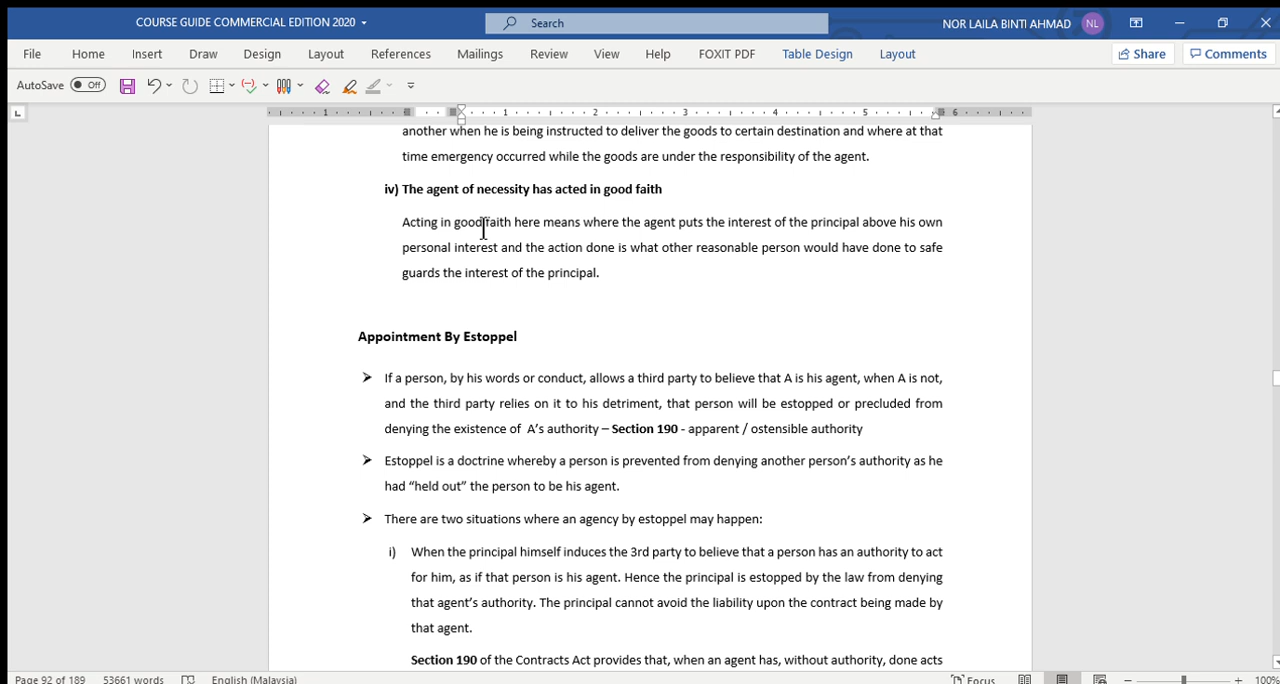 COURSE GUIDE COMMERCIAL EDITION 2020
Search
NOR LAILA BINTI AHMAD NL
File Home Insert Draw Design Layout References Mailings Review View Help FOXIT PDF Table Design Layout Share Comments
AutoSave Off
1 1 2 3 4 5 6
another when he is being instructed to deliver the goods to certain destination and where at that
time emergency occurred while the goods are under the responsibility of the agent.
iv) The agent of necessity has acted in good faith
Acting in good faith here means where the agent puts the interest of the principal above his own
personal interest and the action done is what other reasonable person would have done to safe
guards the interest of the principal.
Appointment By Estoppel
➢ If a person, by his words or conduct, allows a third party to believe that A is his agent, when A is not,
and the third party relies on it to his detriment, that person will be estopped or precluded from
denying the existence of A's authority – Section 190 - apparent / ostensible authority
➢ Estoppel is a doctrine whereby a person is prevented from denying another person's authority as he
had “held out” the person to be his agent.
➢ There are two situations where an agency by estoppel may happen:
i) When the principal himself induces the 3rd party to believe that a person has an authority to act
for him, as if that person is his agent. Hence the principal is estopped by the law from denying
that agent's authority. The principal cannot avoid the liability upon the contract being made by
that agent.
Section 190 of the Contracts Act provides that, when an agent has, without authority, done acts
Page 92 of 189 53661 words English (Malaysia) Focus 100%